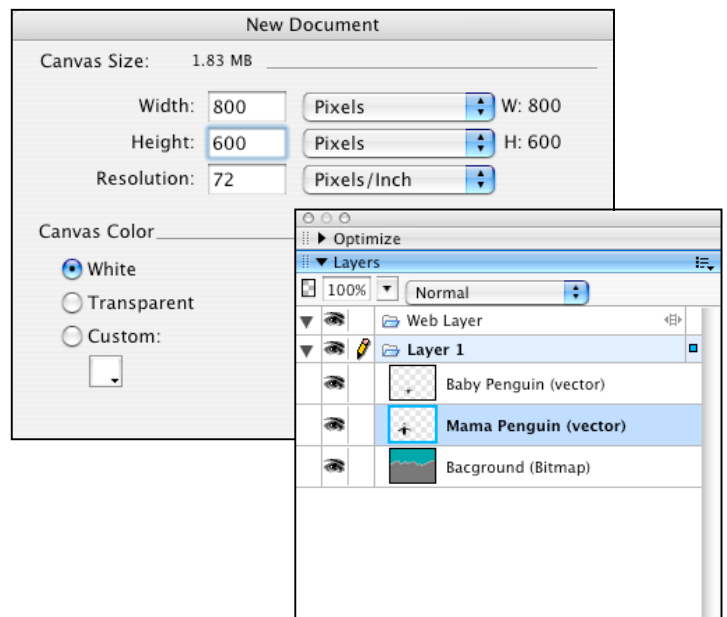 New Document
Canvas Size: 1.83 MB
Width: 800 Pixels W: 800
Height: 600 Pixels H: 600
Resolution: 72 Pixels/Inch
Canvas Color
White
Transparent
Custom:
Optimize
Layers
100% Normal
Web Layer
Layer 1
Baby Penguin (vector)
Mama Penguin (vector)
Bacground (Bitmap)